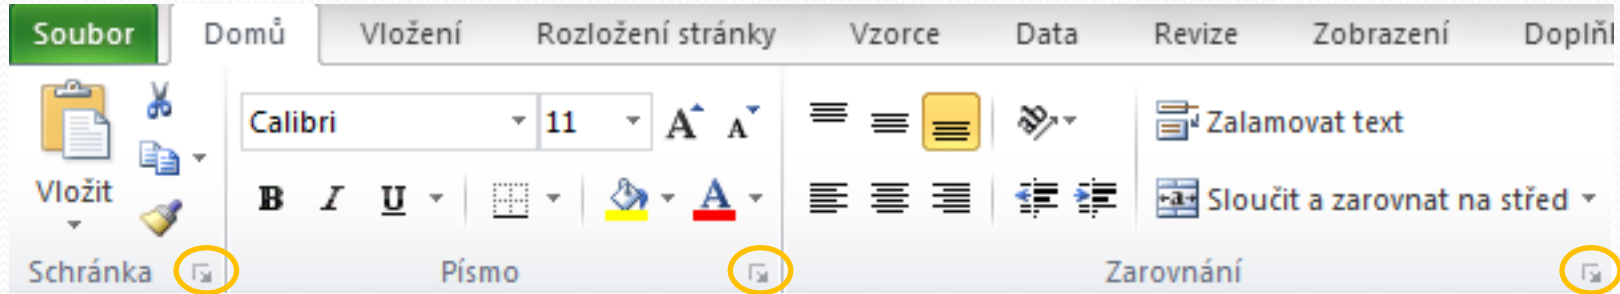 Soubor Domů Vložení Rozložení stránky Vzorce Data Revize Zobrazení
Calibri 11 A A Zalamovat text
Vložit B I U A Sloučit a zarovnat na střed
Schránka Písmo Zarovnání